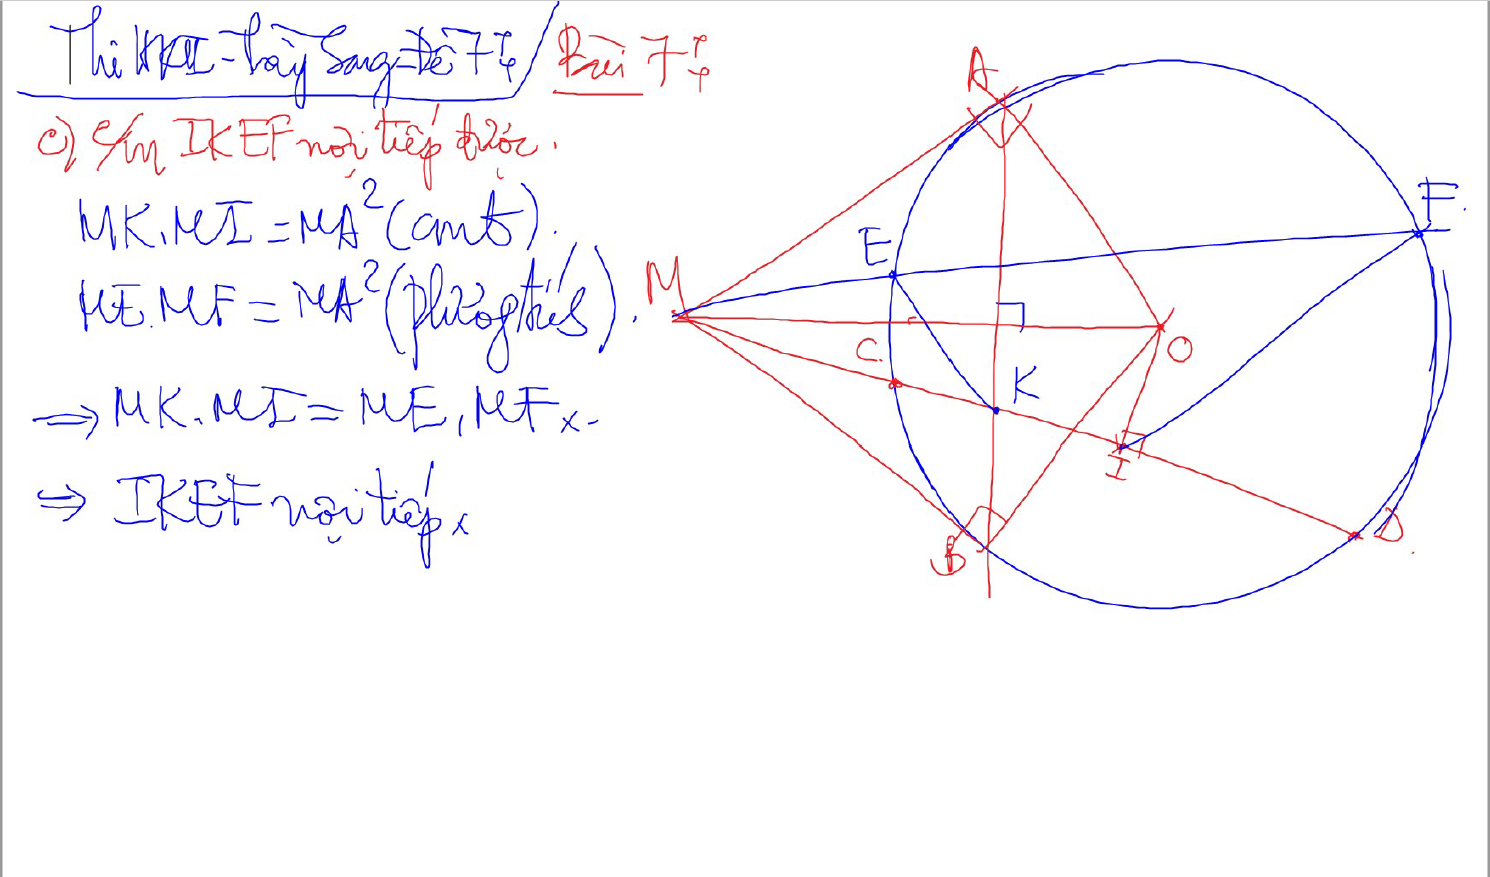 Thi HKII - Thầy Sang - Đề 7
Bài 7
c) c/m IKEF nội tiếp được.
MK.MI = MA² (cmt).
ME.MF = MA² (phương tích).
⇒ MK.MI = ME.MF
⇒ IKEF nội tiếp
A
F
E
M
O
C
K
I
B
D